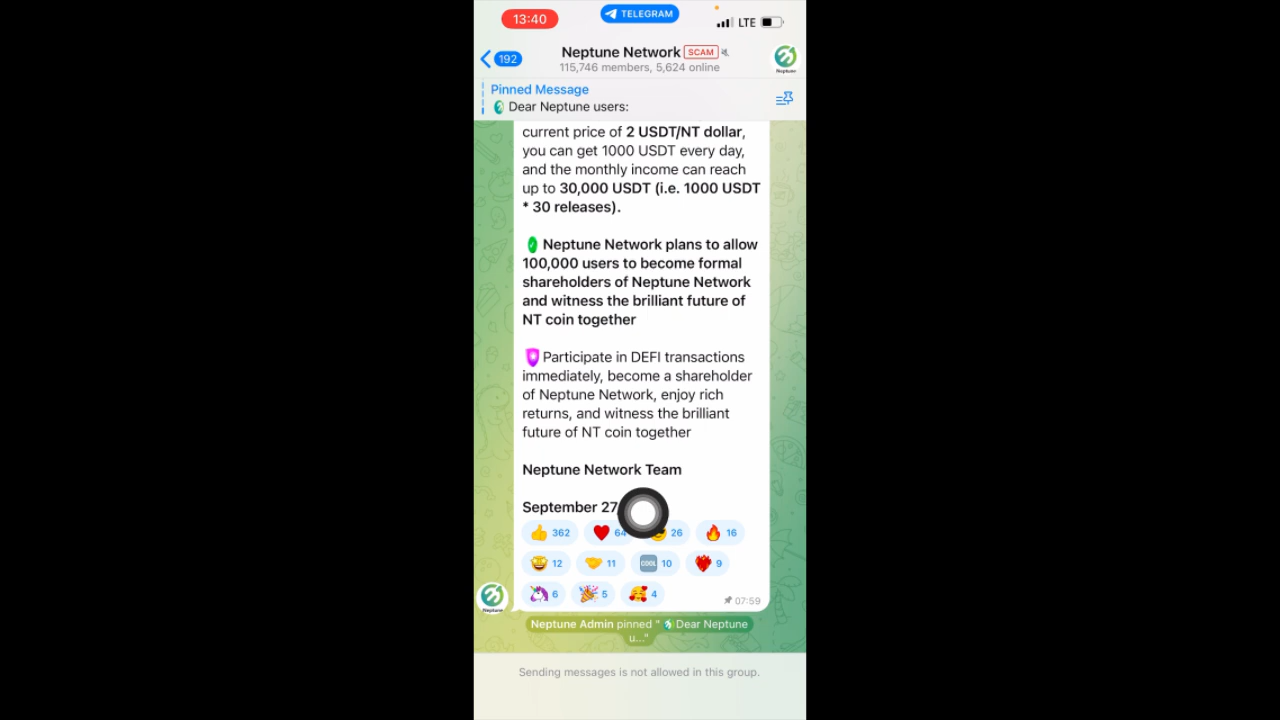 13:40
TELEGRAM
LTE
192
Neptune Network SCAM
115,746 members, 5,624 online
Neptune
Pinned Message
Dear Neptune users:
current price of 2 USDT/NT dollar,
you can get 1000 USDT every day,
and the monthly income can reach
up to 30,000 USDT (i.e. 1000 USDT
* 30 releases).
Neptune Network plans to allow
100,000 users to become formal
shareholders of Neptune Network
and witness the brilliant future of
NT coin together
Participate in DEFI transactions
immediately, become a shareholder
of Neptune Network, enjoy rich
returns, and witness the brilliant
future of NT coin together
Neptune Network Team
September 27
362 64 26 16
12 11 COOL 10 9
6 5 4
07:59
Neptune
Neptune Admin pinned " Dear Neptune
u..."
Sending messages is not allowed in this group.